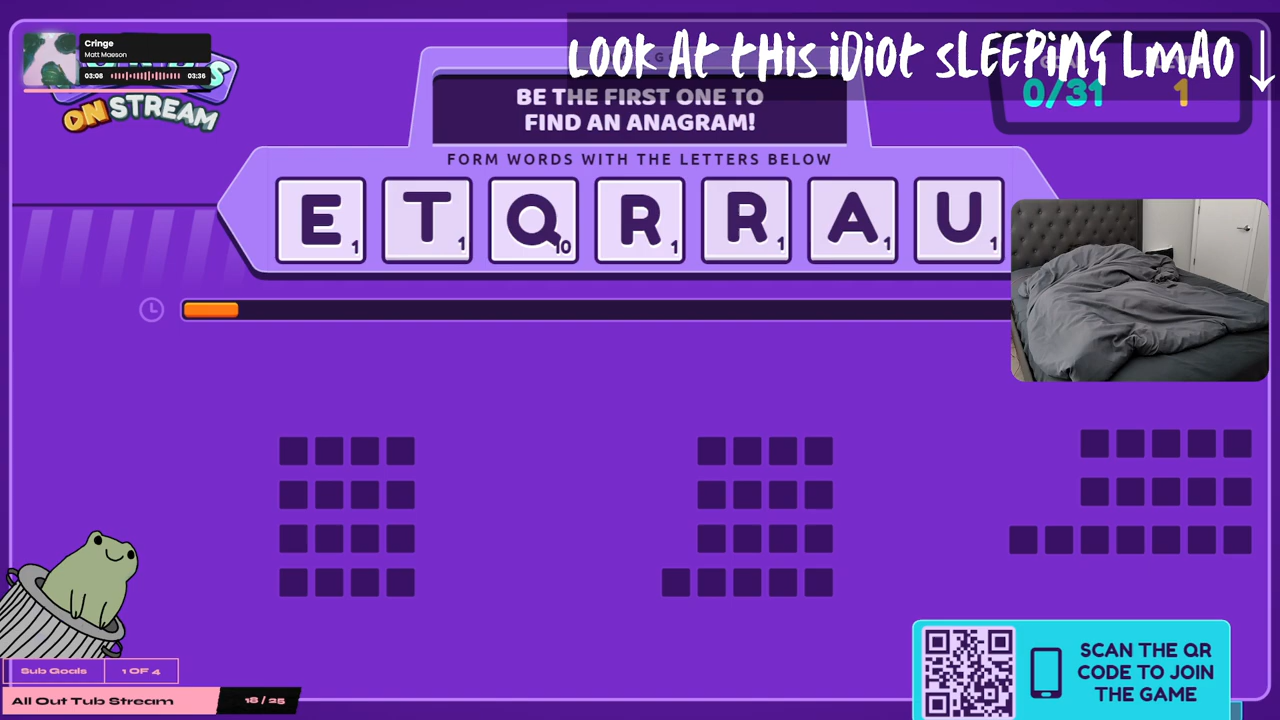 LOOK At tHis iDiot sLEEPiNG LmAO
Cringe
Matt Maeson
03:08
03:36
ON STREAM
0/31
1
BE THE FIRST ONE TO
FIND AN ANAGRAM!
FORM WORDS WITH THE LETTERS BELOW
E 1 T 1 Q 10 R 1 R 1 A 1 U 1
Sub Goals 1 OF 4
All Out Tub Stream 18 / 25
SCAN THE QR
CODE TO JOIN
THE GAME